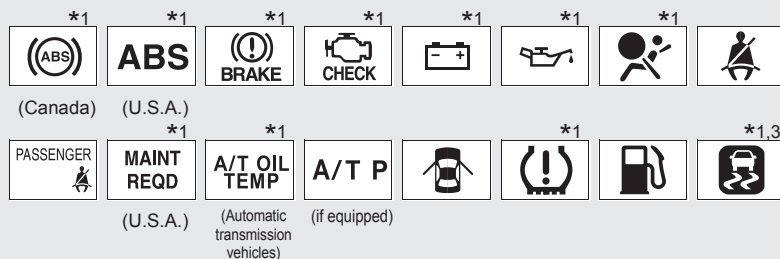 *1 *1 *1 *1 *1 *1 *1
(ABS) ABS BRAKE CHECK - +
(Canada) (U.S.A.)
*1 *1 *1 *1,3
PASSENGER MAINT REQD A/T OIL TEMP A/T P (!)
(U.S.A.) (Automatic transmission vehicles) (if equipped)